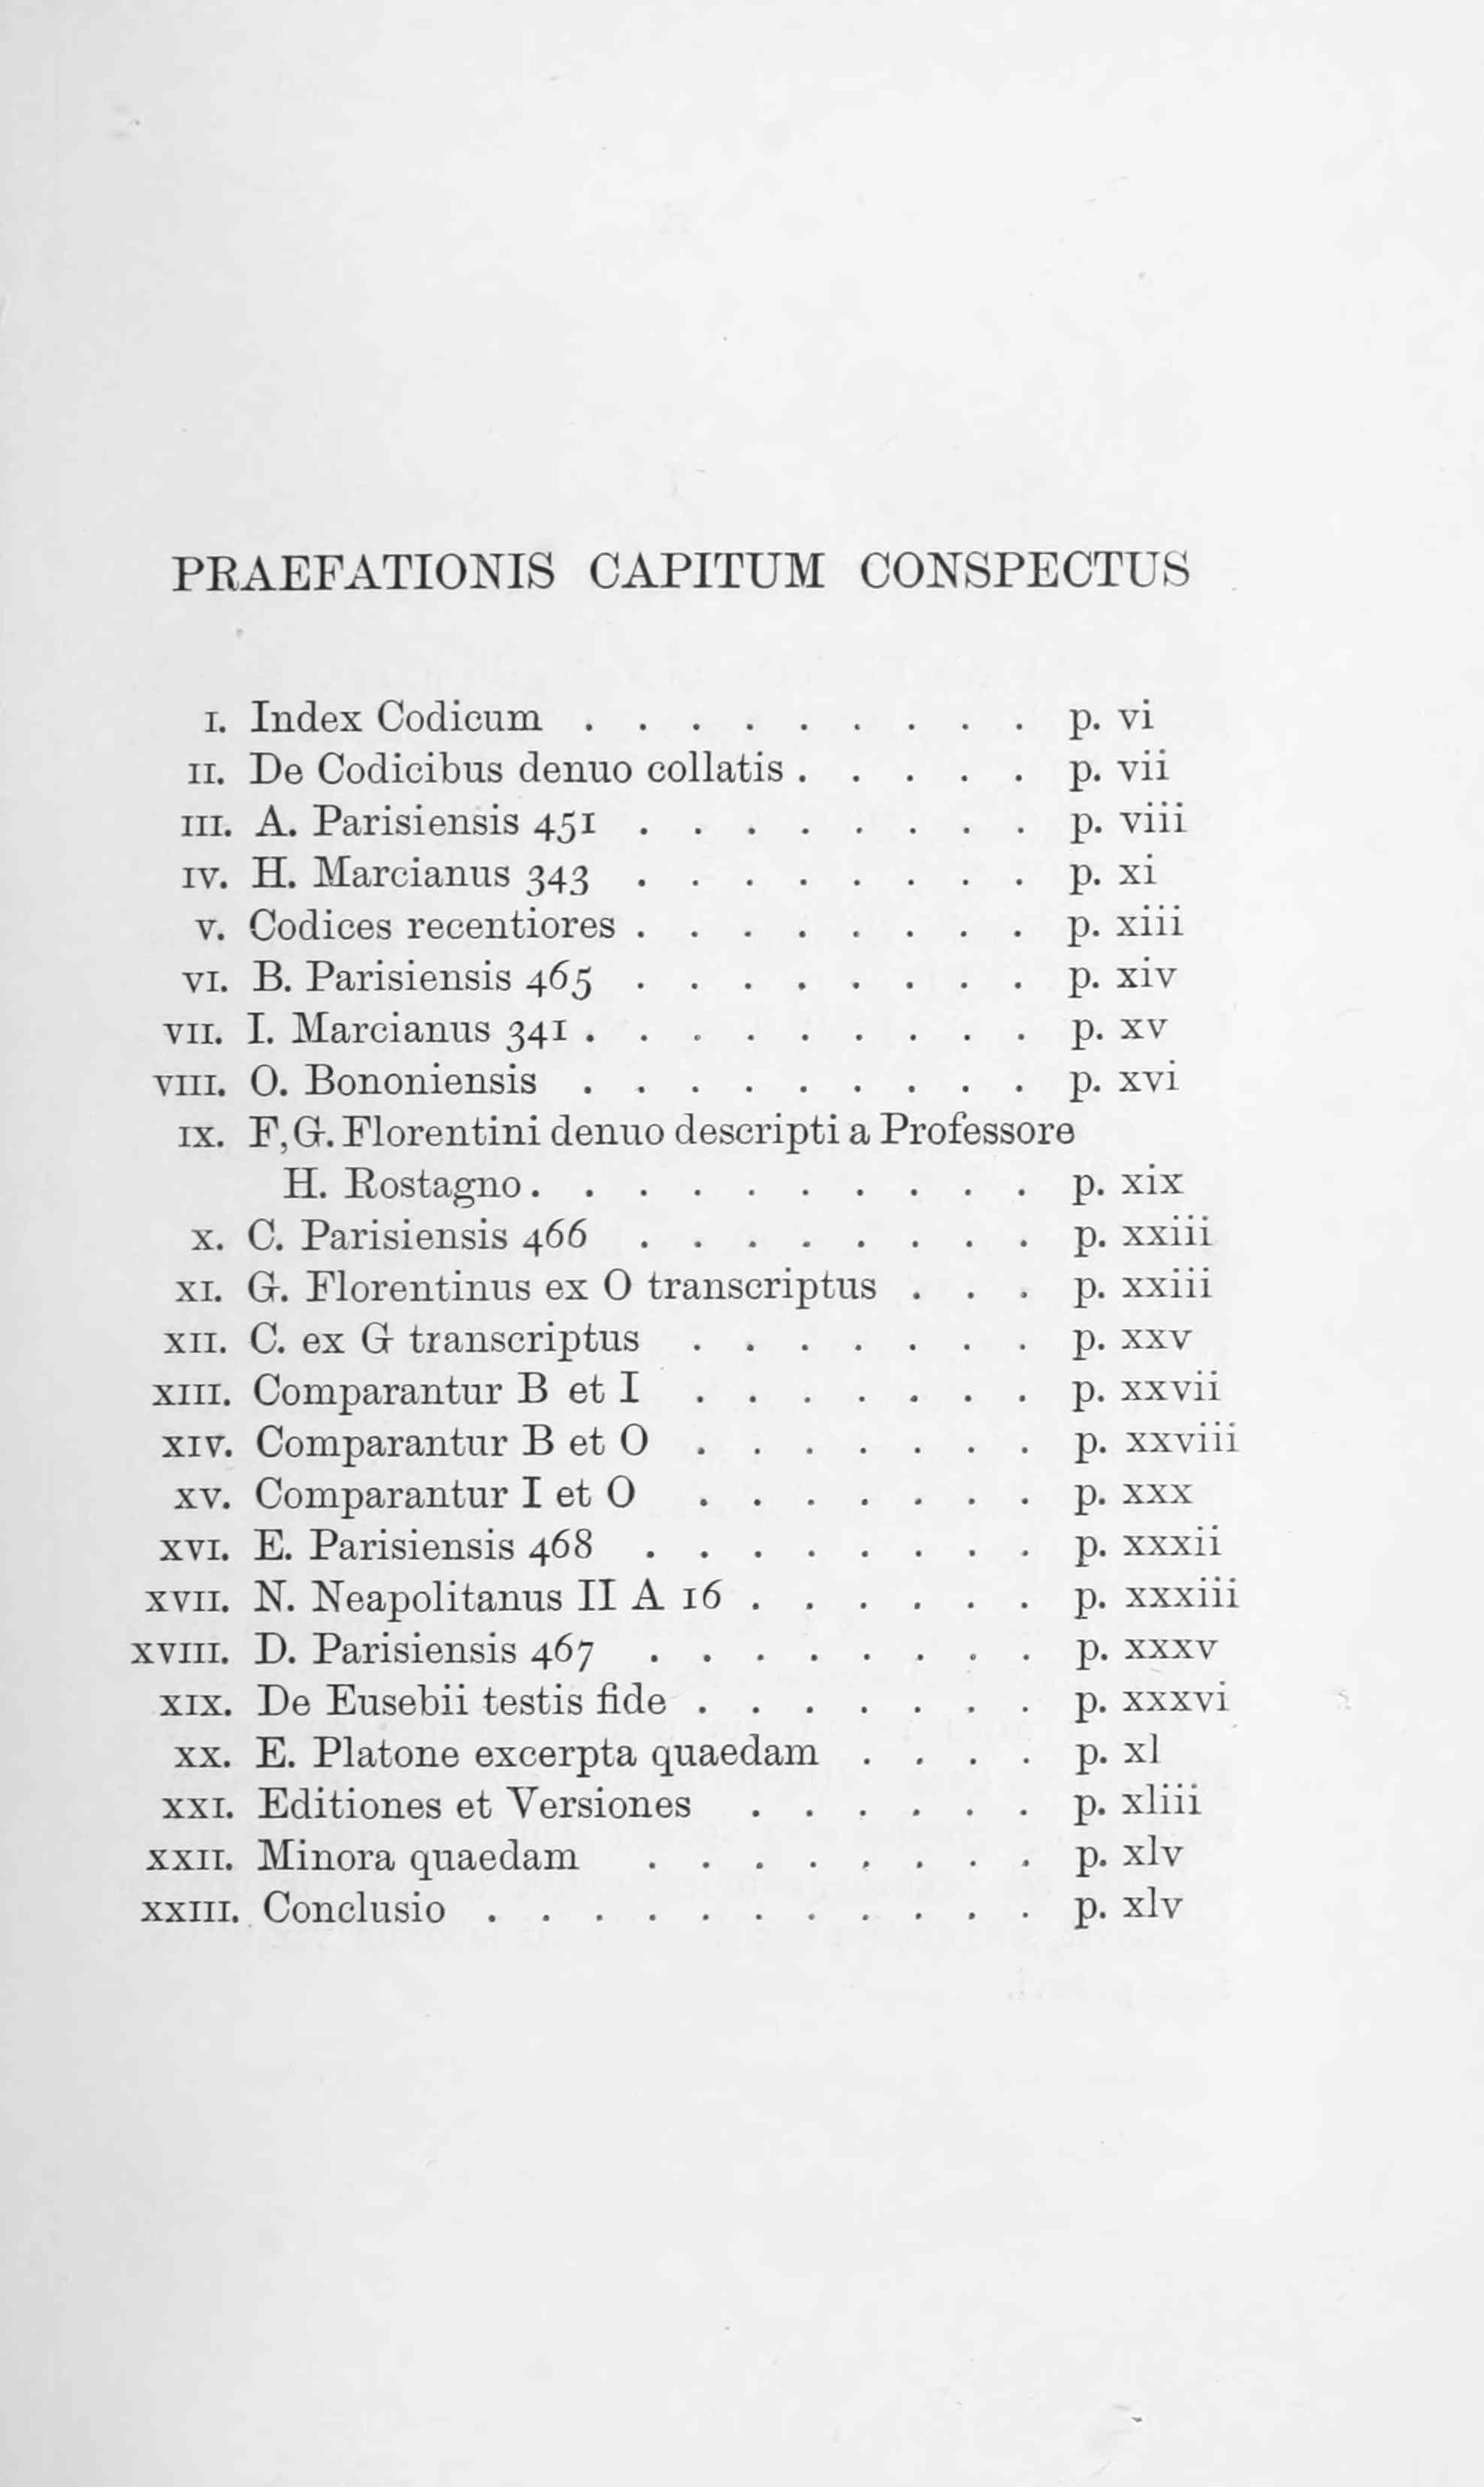 PRAEFATIONIS CAPITUM CONSPECTUS
I. Index Codicum . . . . . . . . . p. vi
II. De Codicibus denuo collatis . . . . . p. vii
III. A. Parisiensis 451 . . . . . . . . p. viii
IV. H. Marcianus 343 . . . . . . . . p. xi
V. Codices recentiores . . . . . . . . p. xiii
VI. B. Parisiensis 465 . . . . . . . . p. xiv
VII. I. Marcianus 341 . . . . . . . . . p. xv
VIII. O. Bononiensis . . . . . . . . . p. xvi
IX. F, G. Florentini denuo descripti a Professore
H. Rostagno . . . . . . . . . . p. xix
X. C. Parisiensis 466 . . . . . . . . p. xxiii
XI. G. Florentinus ex O transcriptus . . . p. xxiii
XII. C. ex G transcriptus . . . . . . . p. xxv
XIII. Comparantur B et I . . . . . . . p. xxvii
XIV. Comparantur B et O . . . . . . . p. xxviii
XV. Comparantur I et O . . . . . . . p. xxx
XVI. E. Parisiensis 468 . . . . . . . . p. xxxii
XVII. N. Neapolitanus II A 16 . . . . . . p. xxxiii
XVIII. D. Parisiensis 467 . . . . . . . . p. xxxv
XIX. De Eusebii testis fide . . . . . . . p. xxxvi
XX. E. Platone excerpta quaedam . . . . p. xl
XXI. Editiones et Versiones . . . . . . p. xliii
XXII. Minora quaedam . . . . . . . . p. xlv
XXIII. Conclusio . . . . . . . . . . . p. xlv